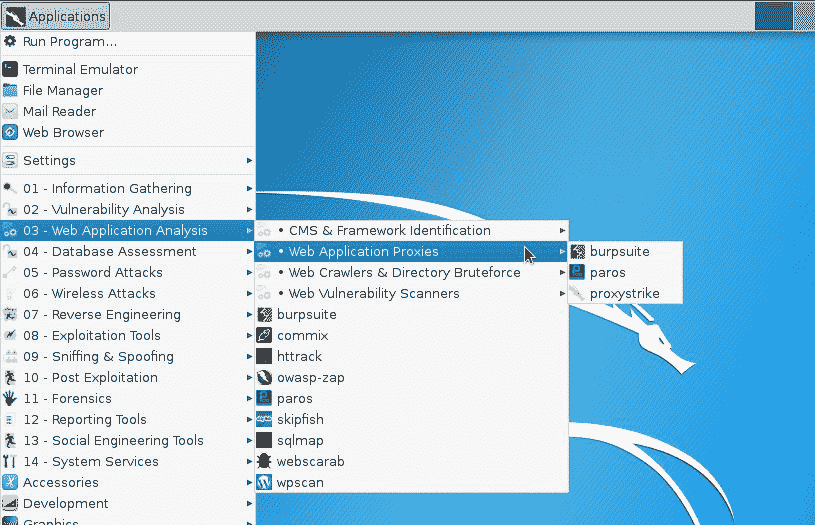 Applications
Run Program...
Terminal Emulator
File Manager
Mail Reader
Web Browser
Settings
01 - Information Gathering
02 - Vulnerability Analysis
03 - Web Application Analysis
04 - Database Assessment
05 - Password Attacks
06 - Wireless Attacks
07 - Reverse Engineering
08 - Exploitation Tools
09 - Sniffing & Spoofing
10 - Post Exploitation
11 - Forensics
12 - Reporting Tools
13 - Social Engineering Tools
14 - System Services
Accessories
Development
Graphics
• CMS & Framework Identification
• Web Application Proxies
• Web Crawlers & Directory Bruteforce
• Web Vulnerability Scanners
burpsuite
commix
httrack
owasp-zap
paros
skipfish
sqlmap
webscarab
wpscan
burpsuite
paros
proxystrike